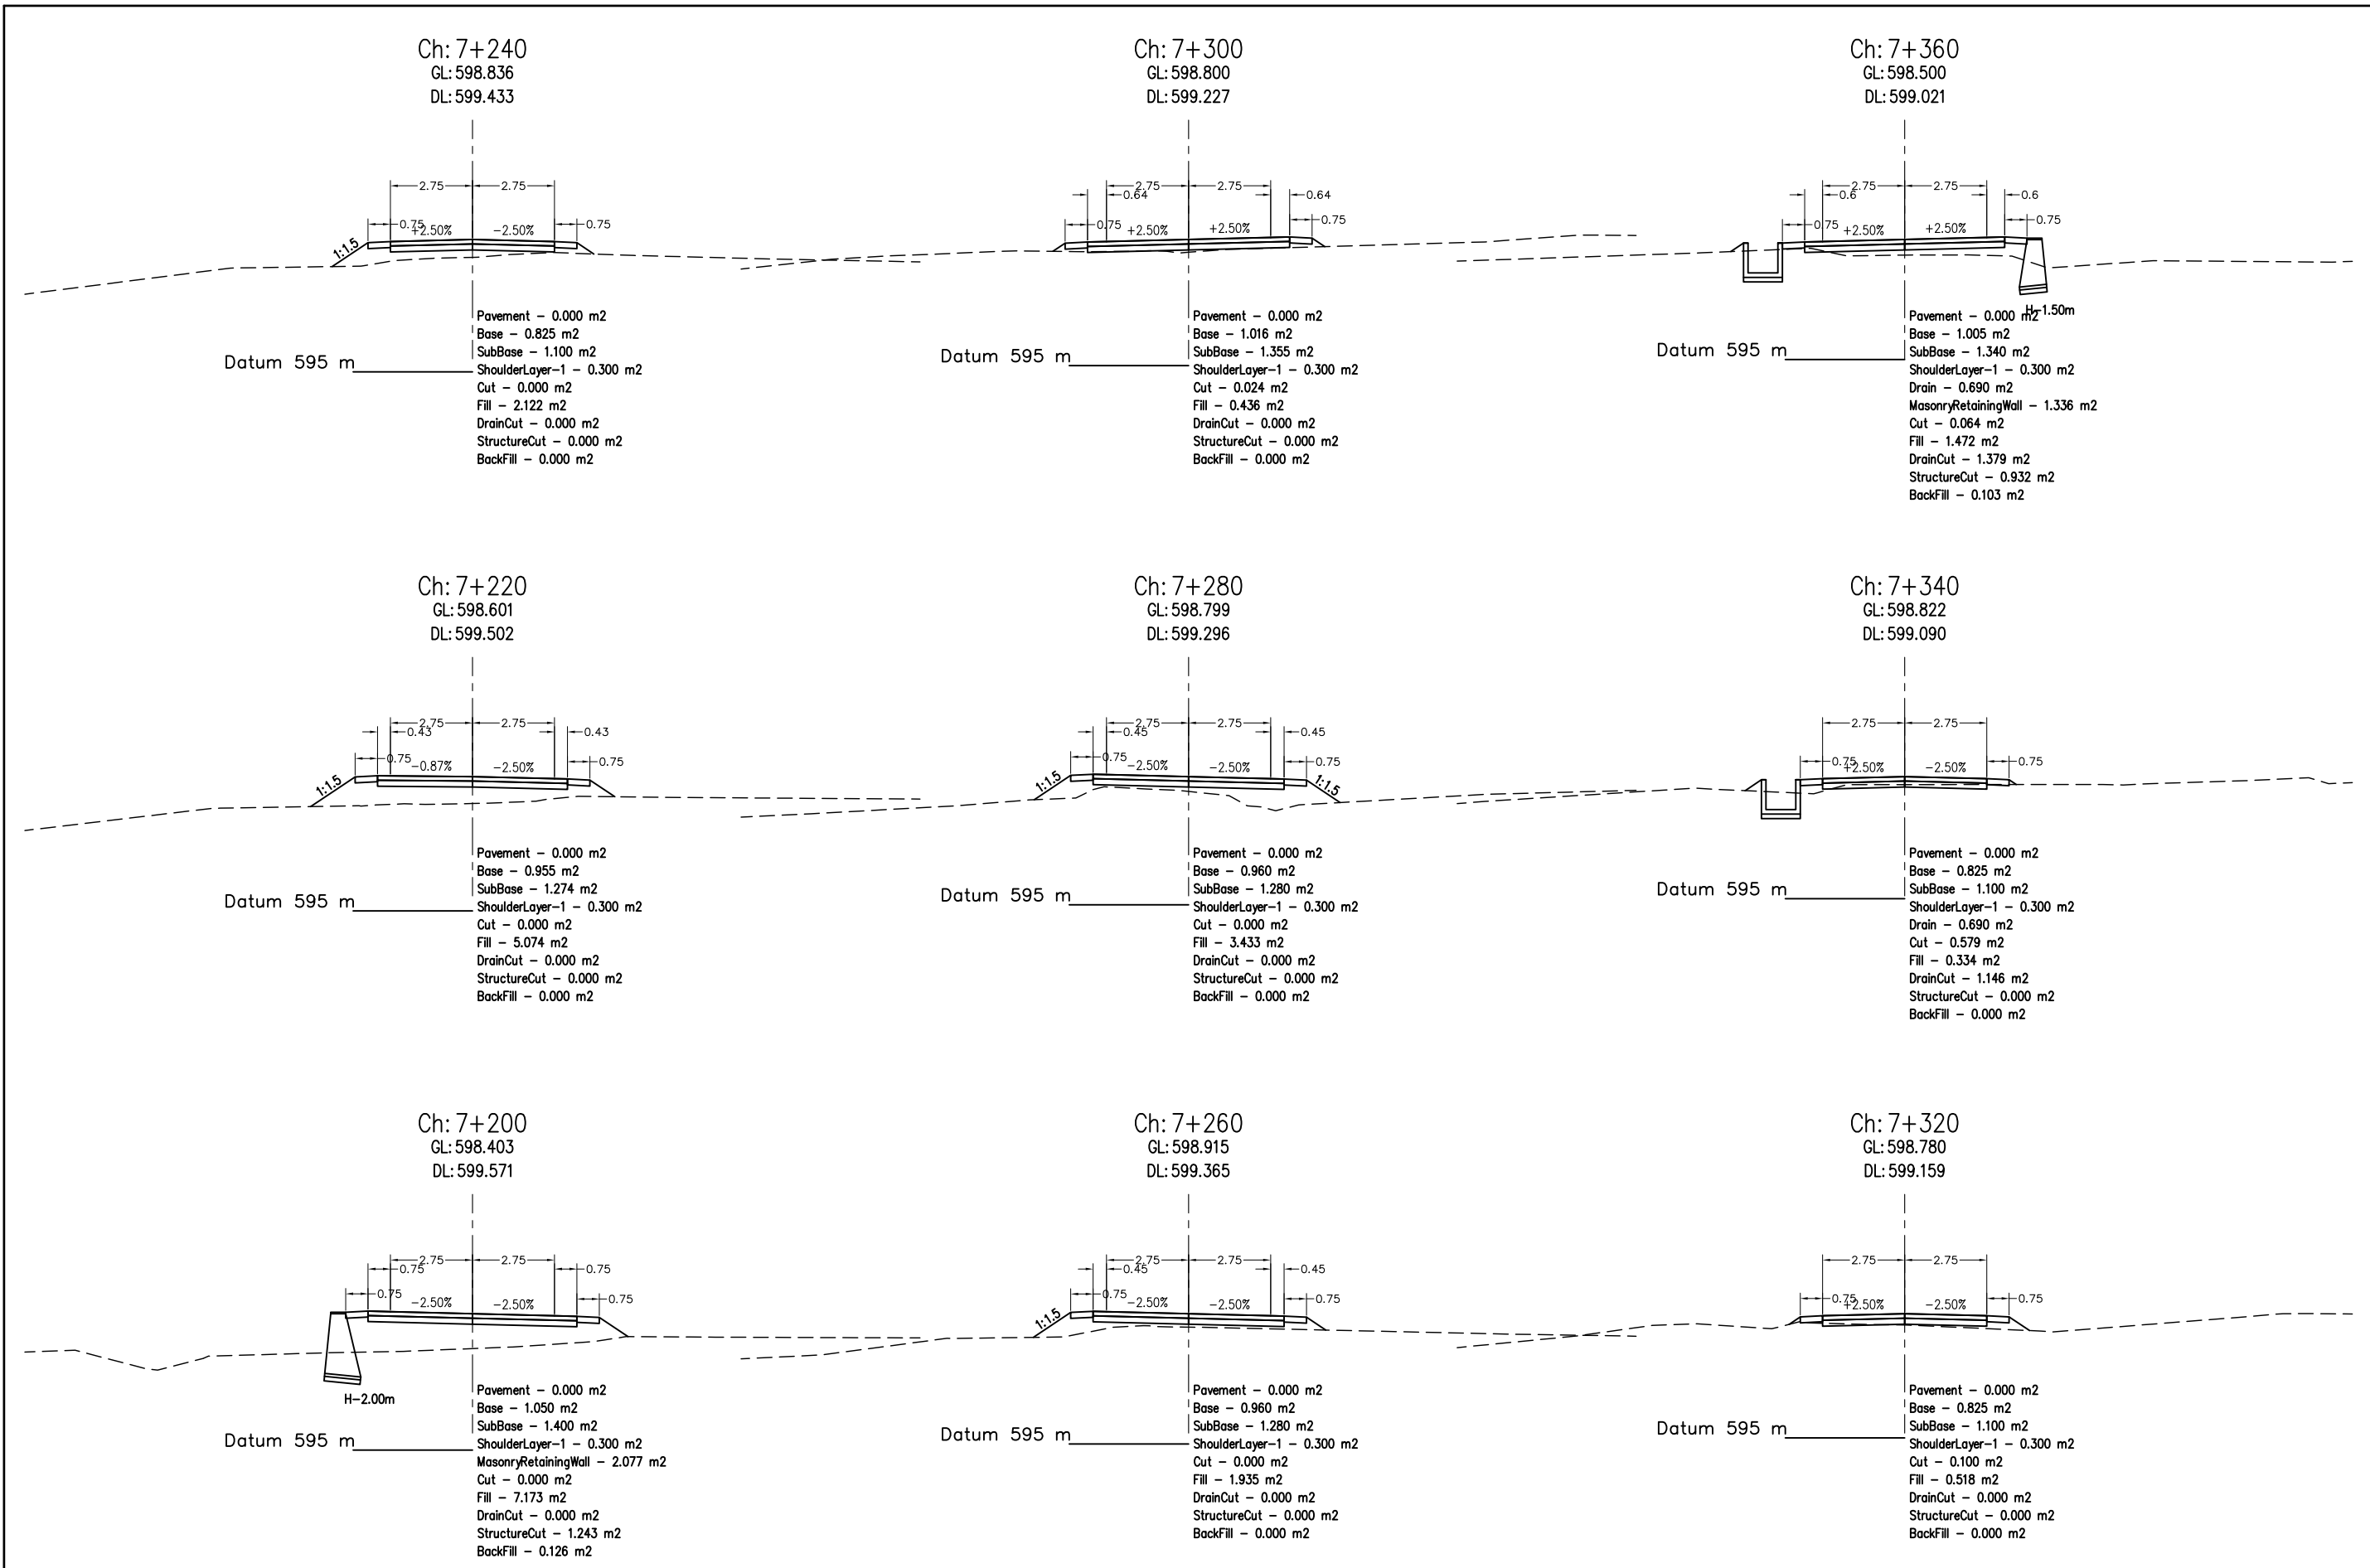 Ch: 7+240
GL: 598.836
DL: 599.433
2.75
2.75
0.75
0.75
1:1.5
+2.50%
-2.50%
Datum 595 m
Pavement - 0.000 m2
Base - 0.825 m2
SubBase - 1.100 m2
ShoulderLayer-1 - 0.300 m2
Cut - 0.000 m2
Fill - 2.122 m2
DrainCut - 0.000 m2
StructureCut - 0.000 m2
BackFill - 0.000 m2
Ch: 7+300
GL: 598.800
DL: 599.227
2.75
2.75
0.64
0.64
0.75
0.75
+2.50%
+2.50%
Datum 595 m
Pavement - 0.000 m2
Base - 1.016 m2
SubBase - 1.355 m2
ShoulderLayer-1 - 0.300 m2
Cut - 0.024 m2
Fill - 0.436 m2
DrainCut - 0.000 m2
StructureCut - 0.000 m2
BackFill - 0.000 m2
Ch: 7+360
GL: 598.500
DL: 599.021
2.75
2.75
0.6
0.6
0.75
0.75
+2.50%
+2.50%
H-1.50m
Datum 595 m
Pavement - 0.000 m2
Base - 1.005 m2
SubBase - 1.340 m2
ShoulderLayer-1 - 0.300 m2
Drain - 0.690 m2
MasonryRetainingWall - 1.336 m2
Cut - 0.064 m2
Fill - 1.472 m2
DrainCut - 1.379 m2
StructureCut - 0.932 m2
BackFill - 0.103 m2
Ch: 7+220
GL: 598.601
DL: 599.502
2.75
2.75
0.43
0.43
0.75
0.75
1:1.5
-0.87%
-2.50%
Datum 595 m
Pavement - 0.000 m2
Base - 0.955 m2
SubBase - 1.274 m2
ShoulderLayer-1 - 0.300 m2
Cut - 0.000 m2
Fill - 5.074 m2
DrainCut - 0.000 m2
StructureCut - 0.000 m2
BackFill - 0.000 m2
Ch: 7+280
GL: 598.799
DL: 599.296
2.75
2.75
0.45
0.45
0.75
0.75
1:1.5
-2.50%
-2.50%
1:1.5
Datum 595 m
Pavement - 0.000 m2
Base - 0.960 m2
SubBase - 1.280 m2
ShoulderLayer-1 - 0.300 m2
Cut - 0.000 m2
Fill - 3.433 m2
DrainCut - 0.000 m2
StructureCut - 0.000 m2
BackFill - 0.000 m2
Ch: 7+340
GL: 598.822
DL: 599.090
2.75
2.75
0.75
0.75
+2.50%
-2.50%
Datum 595 m
Pavement - 0.000 m2
Base - 0.825 m2
SubBase - 1.100 m2
ShoulderLayer-1 - 0.300 m2
Drain - 0.690 m2
Cut - 0.579 m2
Fill - 0.334 m2
DrainCut - 1.146 m2
StructureCut - 0.000 m2
BackFill - 0.000 m2
Ch: 7+200
GL: 598.403
DL: 599.571
2.75
2.75
0.75
0.75
0.75
0.75
-2.50%
-2.50%
H-2.00m
Datum 595 m
Pavement - 0.000 m2
Base - 1.050 m2
SubBase - 1.400 m2
ShoulderLayer-1 - 0.300 m2
MasonryRetainingWall - 2.077 m2
Cut - 0.000 m2
Fill - 7.173 m2
DrainCut - 0.000 m2
StructureCut - 1.243 m2
BackFill - 0.126 m2
Ch: 7+260
GL: 598.915
DL: 599.365
2.75
2.75
0.45
0.45
0.75
0.75
1:1.5
-2.50%
-2.50%
Datum 595 m
Pavement - 0.000 m2
Base - 0.960 m2
SubBase - 1.280 m2
ShoulderLayer-1 - 0.300 m2
Cut - 0.000 m2
Fill - 1.935 m2
DrainCut - 0.000 m2
StructureCut - 0.000 m2
BackFill - 0.000 m2
Ch: 7+320
GL: 598.780
DL: 599.159
2.75
2.75
0.75
0.75
+2.50%
-2.50%
Datum 595 m
Pavement - 0.000 m2
Base - 0.825 m2
SubBase - 1.100 m2
ShoulderLayer-1 - 0.300 m2
Cut - 0.100 m2
Fill - 0.518 m2
DrainCut - 0.000 m2
StructureCut - 0.000 m2
BackFill - 0.000 m2